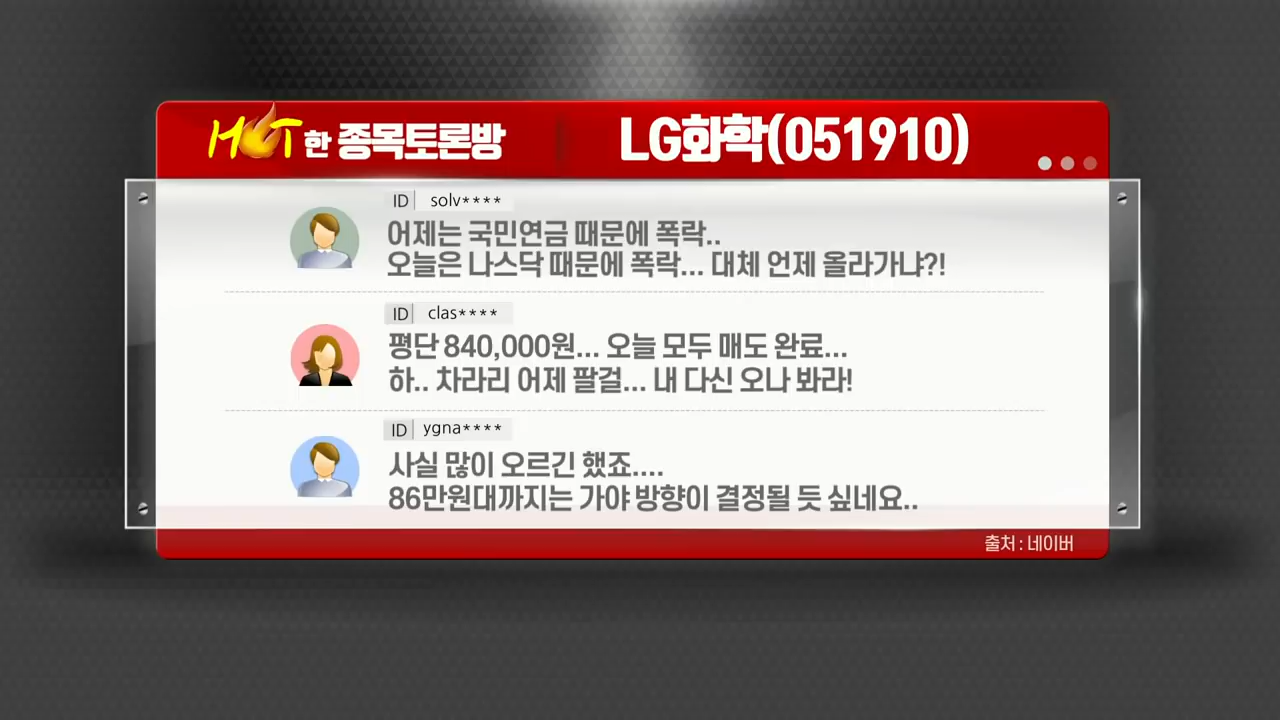 HOT한 종목토론방
LG화학(051910)
ID solv****
어제는 국민연금 때문에 폭락..
오늘은 나스닥 때문에 폭락... 대체 언제 올라가냐?!
ID clas****
평단 840,000원... 오늘 모두 매도 완료...
하.. 차라리 어제 팔걸... 내 다신 오나 봐라!
ID ygna****
사실 많이 오르긴 했죠....
86만원대까지는 가야 방향이 결정될 듯 싶네요..
출처 : 네이버